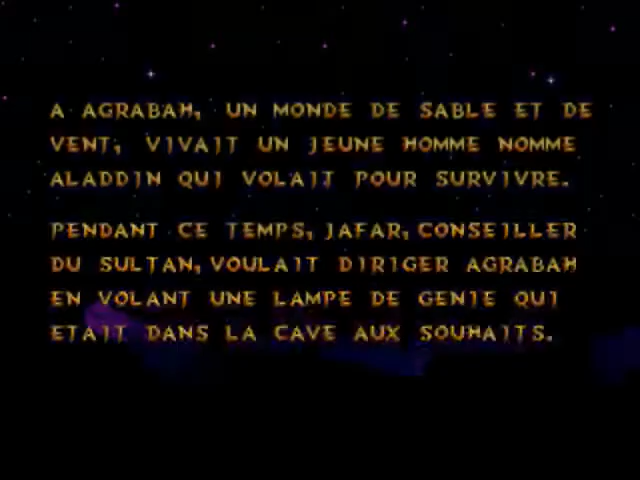 A AGRABAH, UN MONDE DE SABLE ET DE
VENT, VIVAIT UN JEUNE HOMME NOMME
ALADDIN QUI VOLAIT POUR SURVIVRE.
PENDANT CE TEMPS, JAFAR, CONSEILLER
DU SULTAN, VOULAIT DIRIGER AGRABAH
EN VOLANT UNE LAMPE DE GENIE QUI
ETAIT DANS LA CAVE AUX SOUHAITS.